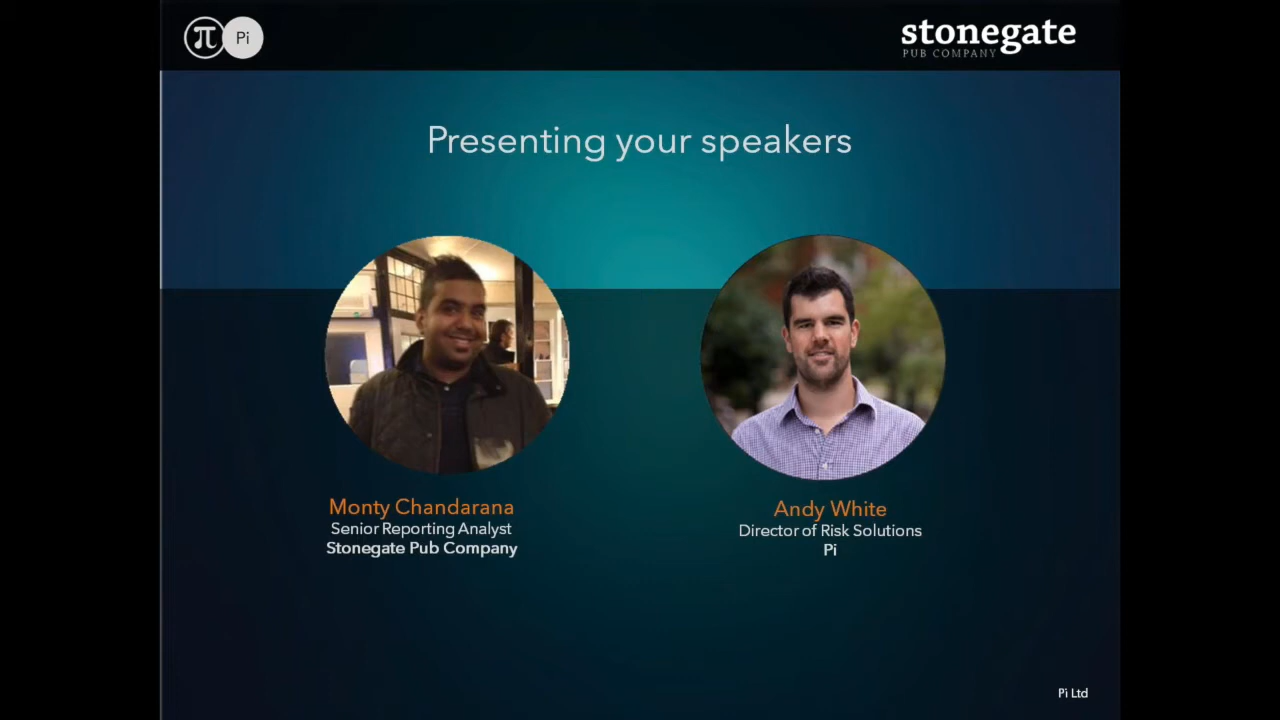 π Pi
stonegate
PUB COMPANY
Presenting your speakers
Monty Chandarana
Senior Reporting Analyst
Stonegate Pub Company
Andy White
Director of Risk Solutions
Pi
Pi Ltd